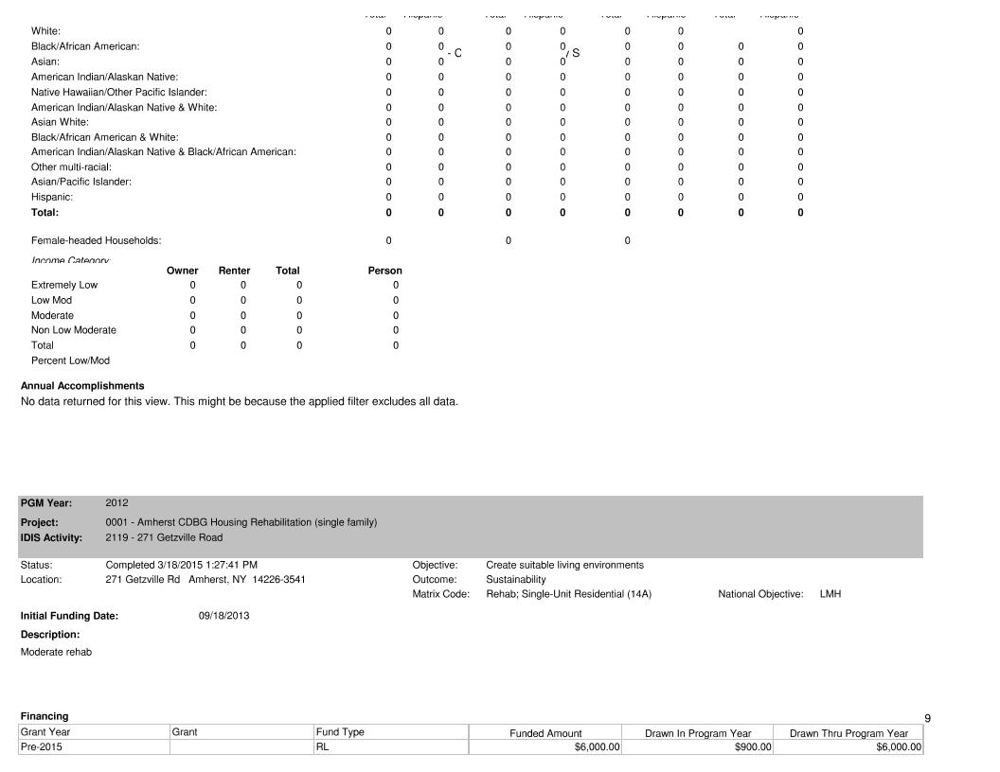 White: 0 0 0 0 0 0 0
Black/African American: 0 0 0 0 0 0 0 0
- C / S
Asian: 0 0 0 0 0 0 0 0
American Indian/Alaskan Native: 0 0 0 0 0 0 0 0
Native Hawaiian/Other Pacific Islander: 0 0 0 0 0 0 0 0
American Indian/Alaskan Native & White: 0 0 0 0 0 0 0 0
Asian White: 0 0 0 0 0 0 0 0
Black/African American & White: 0 0 0 0 0 0 0 0
American Indian/Alaskan Native & Black/African American: 0 0 0 0 0 0 0 0
Other multi-racial: 0 0 0 0 0 0 0 0
Asian/Pacific Islander: 0 0 0 0 0 0 0 0
Hispanic: 0 0 0 0 0 0 0 0
Total: 0 0 0 0 0 0 0 0
Female-headed Households: 0 0 0
Income Category:
Owner Renter Total Person
Extremely Low 0 0 0 0
Low Mod 0 0 0 0
Moderate 0 0 0 0
Non Low Moderate 0 0 0 0
Total 0 0 0 0
Percent Low/Mod
Annual Accomplishments
No data returned for this view. This might be because the applied filter excludes all data.
PGM Year: 2012
Project: 0001 - Amherst CDBG Housing Rehabilitation (single family)
IDIS Activity: 2119 - 271 Getzville Road
Status: Completed 3/18/2015 1:27:41 PM Objective: Create suitable living environments
Location: 271 Getzville Rd Amherst, NY 14226-3541 Outcome: Sustainability
Matrix Code: Rehab; Single-Unit Residential (14A) National Objective: LMH
Initial Funding Date: 09/18/2013
Description:
Moderate rehab
Financing
9
Grant Year Grant Fund Type Funded Amount Drawn In Program Year Drawn Thru Program Year
Pre-2015 RL $6,000.00 $900.00 $6,000.00